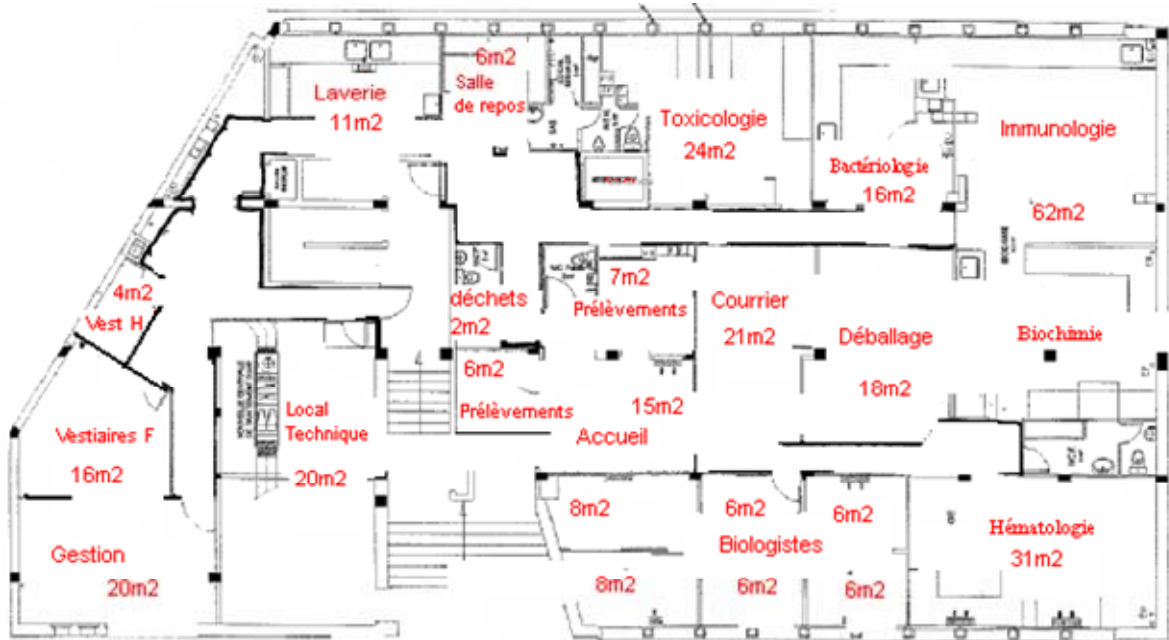 6m2
Salle
de repos
Laverie
11m2
Toxicologie
24m2
Immunologie
62m2
Bactériologie
16m2
SAS
4m2
Vest H
déchets
2m2
7m2
Prélèvements
Courrier
21m2
Déballage
18m2
Biochimie
6m2
Prélèvements
15m2
Accueil
Local
Technique
20m2
Vestiaires F
16m2
Gestion
20m2
8m2
8m2
6m2
6m2
Biologistes
6m2
6m2
Hématologie
31m2